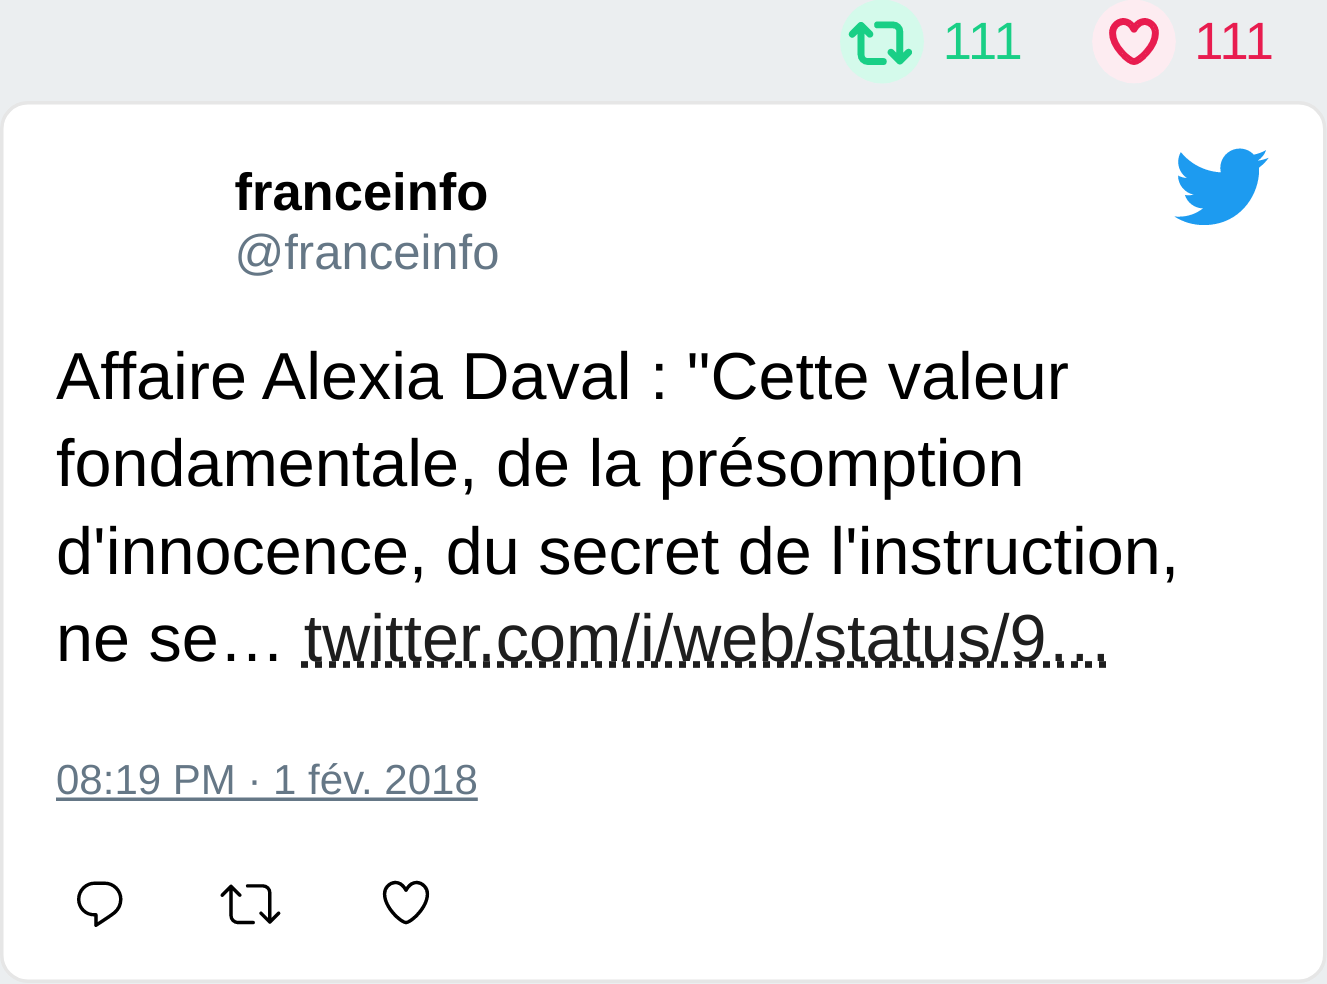 111 111
franceinfo
@franceinfo
Affaire Alexia Daval : "Cette valeur
fondamentale, de la présomption
d'innocence, du secret de l'instruction,
ne se… twitter.com/i/web/status/9…
08:19 PM · 1 fév. 2018